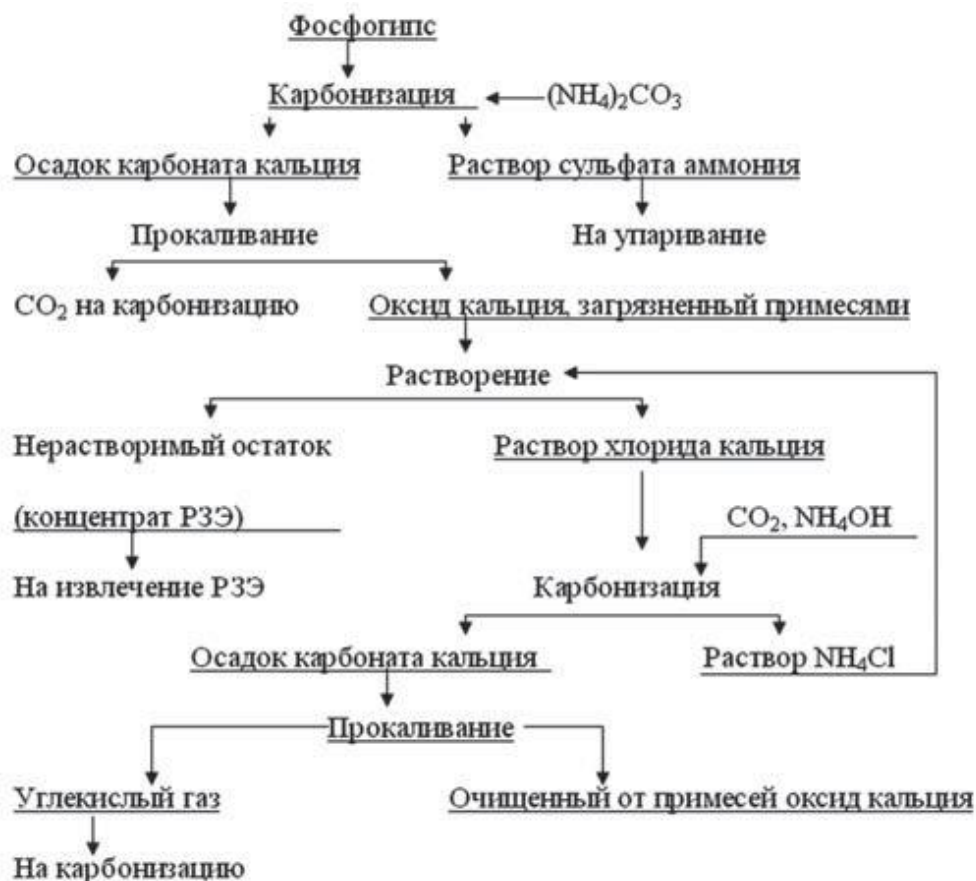 Фосфогипс
Карбонизация (NH₄)₂CO₃
Осадок карбоната кальция Раствор сульфата аммония
Прокаливание На упаривание
CO₂ на карбонизацию Оксид кальция, загрязненный примесями
Растворение
Нерастворимый остаток Раствор хлорида кальция
(концентрат РЗЭ) CO₂, NH₄OH
На извлечение РЗЭ Карбонизация
Осадок карбоната кальция Раствор NH₄Cl
Прокаливание
Углекислый газ Очищенный от примесей оксид кальция
На карбонизацию